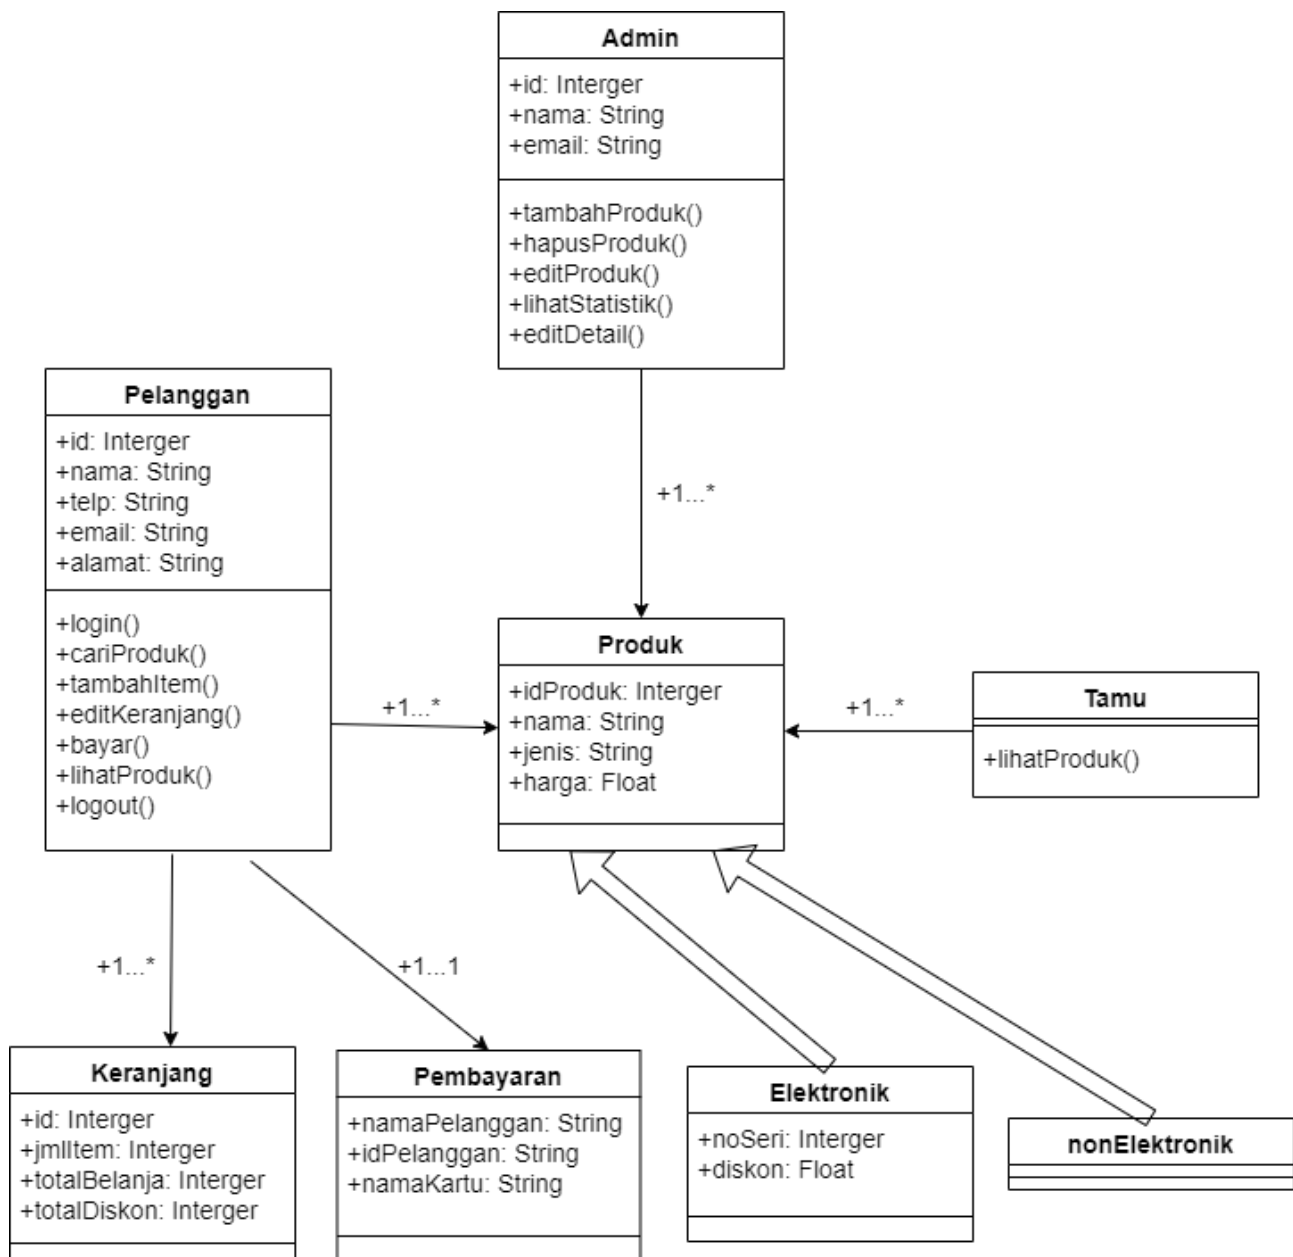 Admin
+id: Interger
+nama: String
+email: String
+tambahProduk()
+hapusProduk()
+editProduk()
+lihatStatistik()
+editDetail()
Pelanggan
+id: Interger
+nama: String
+telp: String
+email: String
+alamat: String
+login()
+cariProduk()
+tambahItem()
+editKeranjang()
+bayar()
+lihatProduk()
+logout()
+1...*
+1...*
Produk
+idProduk: Interger
+nama: String
+jenis: String
+harga: Float
+1...*
Tamu
+lihatProduk()
+1...*
+1...1
Keranjang
+id: Interger
+jmlItem: Interger
+totalBelanja: Interger
+totalDiskon: Interger
Pembayaran
+namaPelanggan: String
+idPelanggan: String
+namaKartu: String
Elektronik
+noSeri: Interger
+diskon: Float
nonElektronik